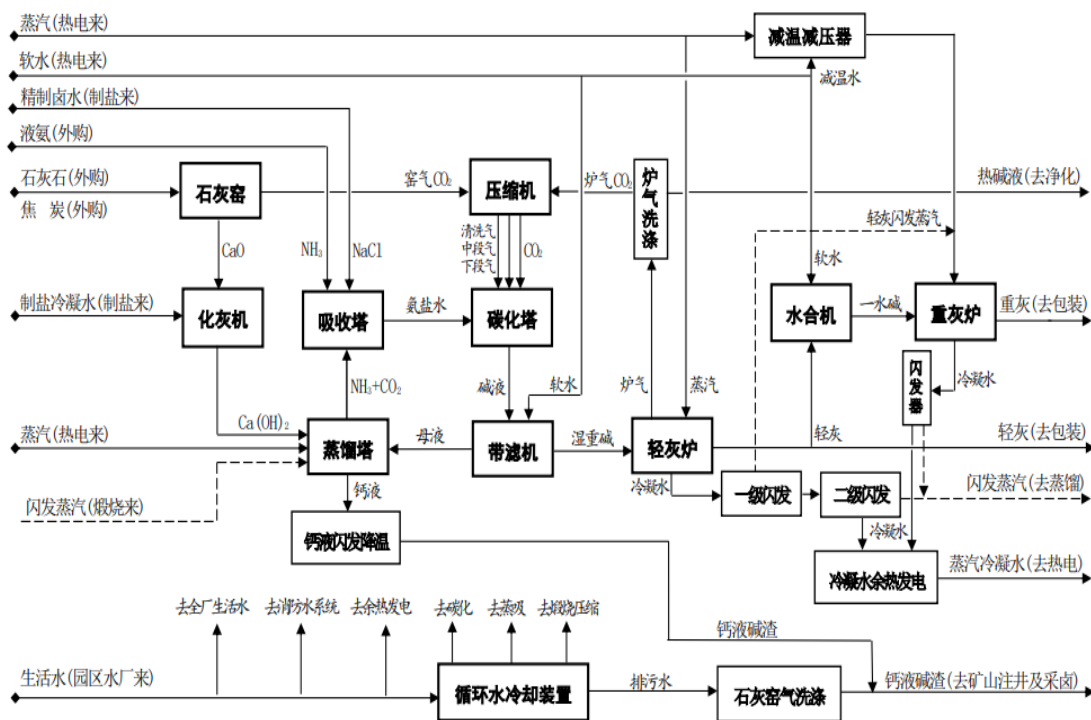 蒸汽(热电来)
减温减压器
软水(热电来)
减温水
精制卤水(制盐来)
液氨(外购)
石灰石(外购)
焦 炭(外购)
石灰窑
窑气CO₂
压缩机
炉气CO₂
炉气洗涤
热碱液(去净化)
轻灰闪发蒸汽
清洗气
中段气
下段气
CO₂
CaO
NH₃
NaCl
软水
制盐冷凝水(制盐来)
化灰机
吸收塔
氨盐水
碳化塔
水合机
一水碱
重灰炉
重灰(去包装)
NH₃+CO₂
碱液
软水
炉气
蒸汽
闪发器
冷凝水
Ca(OH)₂
蒸汽(热电来)
蒸馏塔
母液
带滤机
湿重碱
轻灰炉
轻灰
轻灰(去包装)
闪发蒸汽(煅烧来)
钙液
冷凝水
一级闪发
二级闪发
闪发蒸汽(去蒸馏)
钙液闪发降温
冷凝水
冷凝水余热发电
蒸汽冷凝水(去热电)
去全厂生活水
去消防水系统
去余热发电
去碳化
去蒸吸
去段烧压缩
钙液碱渣
生活水(园区水厂来)
循环水冷却装置
排污水
石灰窑气洗涤
钙液碱渣(去矿山注井及采卤)